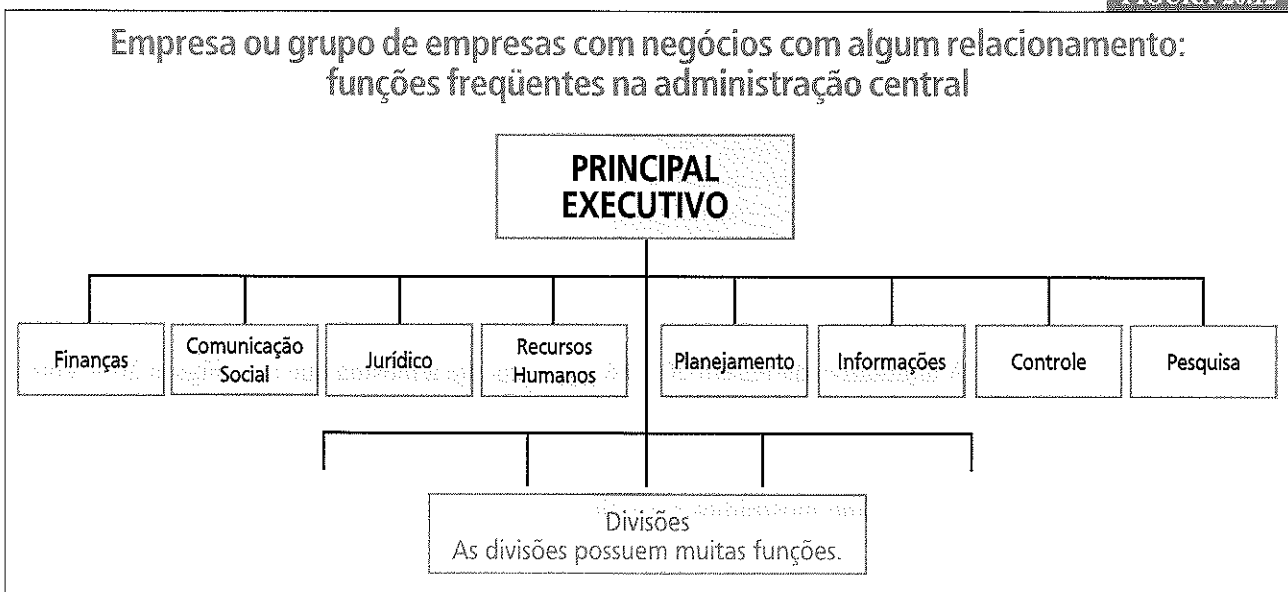 Empresa ou grupo de empresas com negócios com algum relacionamento:
funções freqüentes na administração central
PRINCIPAL
EXECUTIVO
Finanças
Comunicação
Social
Jurídico
Recursos
Humanos
Planejamento
Informações
Controle
Pesquisa
Divisões
As divisões possuem muitas funções.